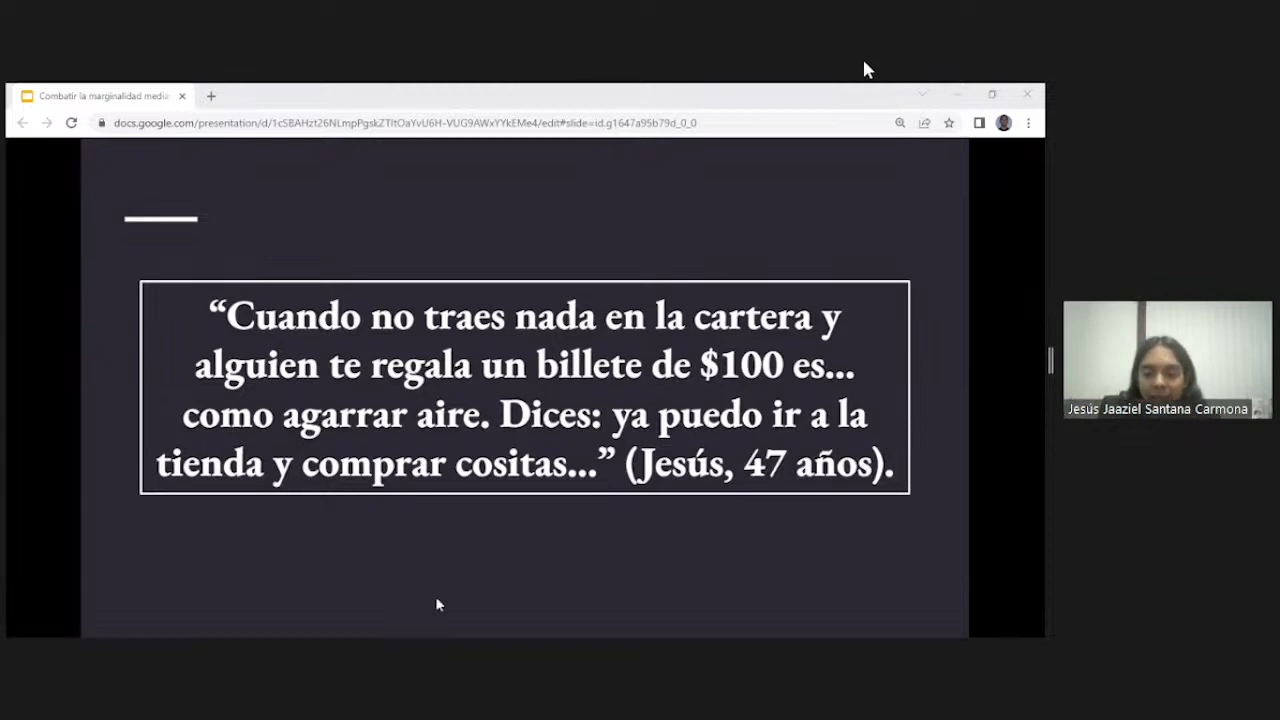 Combatir la marginalidad media
docs.google.com/presentation/d/1cSBAHzt26NLmpPgskZTltOaYvU6H-VUG9AWxYYkEMe4/edit#slide=id.g1647a95b79d_0_0
“Cuando no traes nada en la cartera y
alguien te regala un billete de $100 es...
como agarrar aire. Dices: ya puedo ir a la
tienda y comprar cositas...” (Jesús, 47 años).
Jesús Jaaziel Santana Carmona